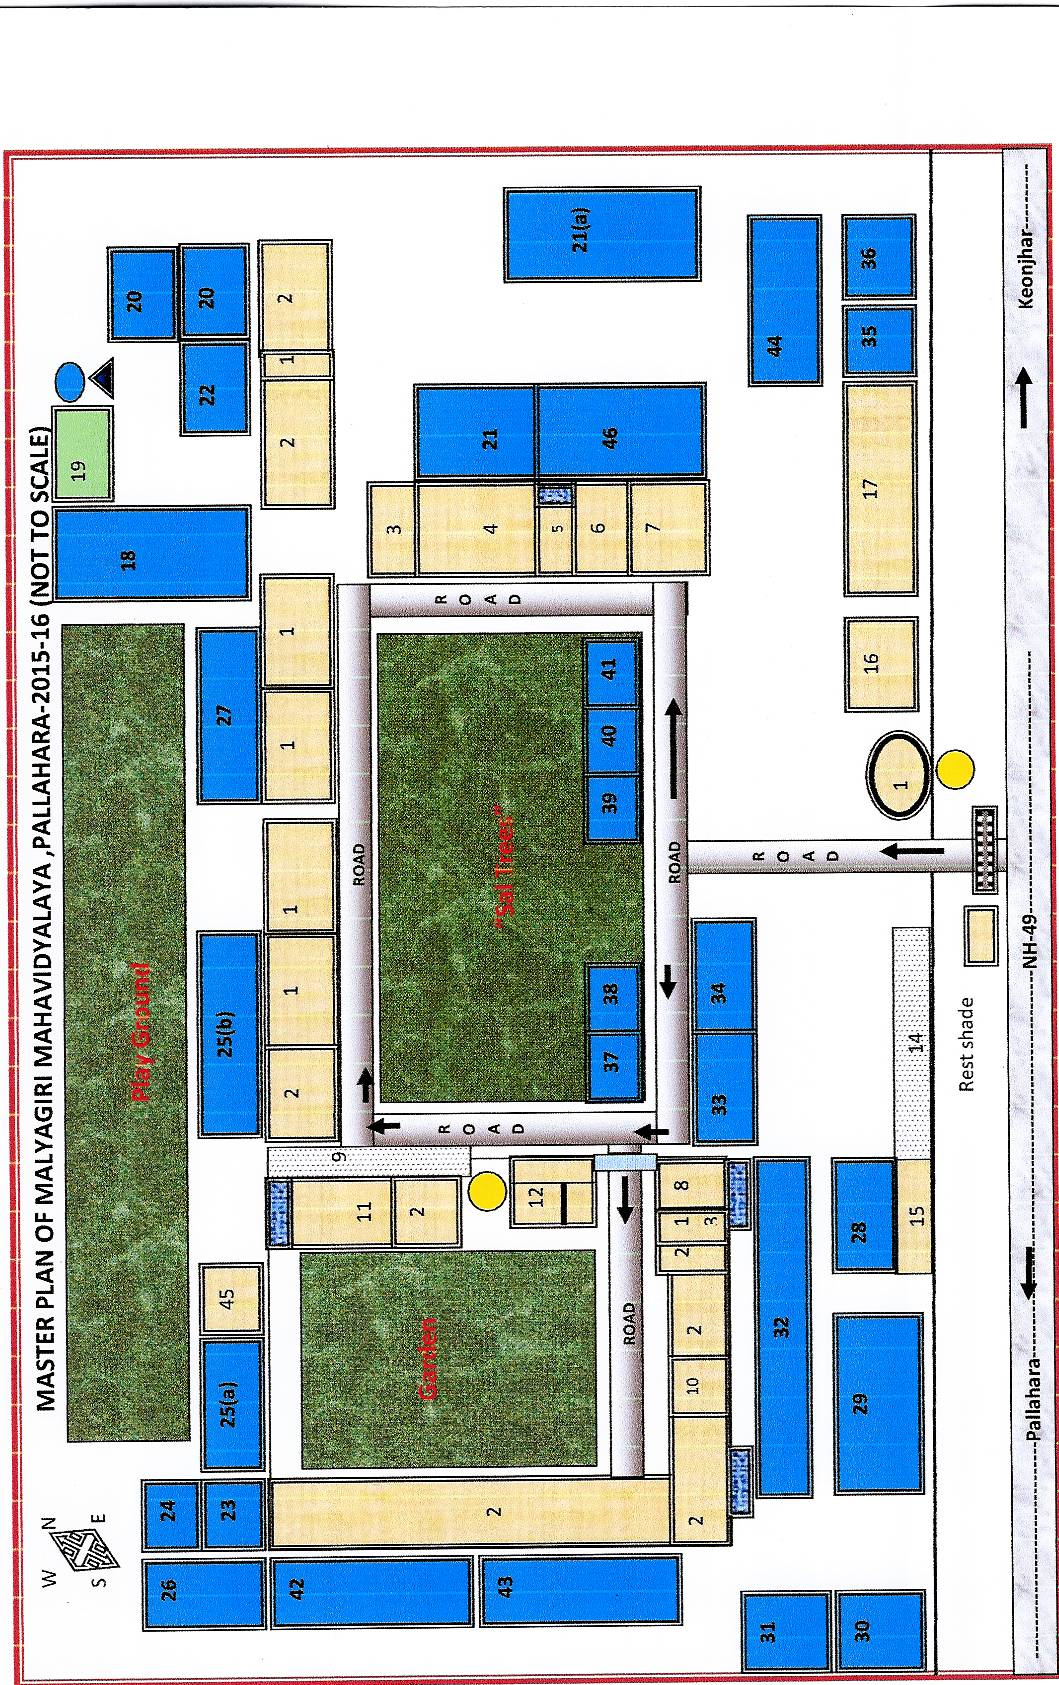 MASTER PLAN OF MALYAGIRI MAHAVIDYALAYA ,PALLAHARA-2015-16 (NOT TO SCALE)
W
N
S
E
Play Ground
19
18
20
20
22
2
1
2
24
23
26
25(a)
45
25(b)
27
2
1
1
1
1
42
43
2
11
2
9
12
Garden
ROAD
ROAD
ROAD
ROAD
"Sal Trees"
37
38
39
40
41
ROAD
3
4
5
6
7
21
46
21(a)
2
10
2
2
1
3
8
33
34
ROAD
32
44
31
30
29
28
15
14
1
16
17
35
36
Rest shade
Pallahara
NH-49
Keonjhar